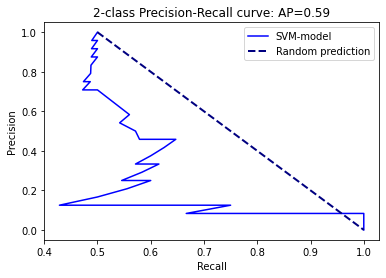 2-class Precision-Recall curve: AP=0.59
SVM-model
Random prediction
Precision
1.0
0.8
0.6
0.4
0.2
0.0
0.4 0.5 0.6 0.7 0.8 0.9 1.0
Recall